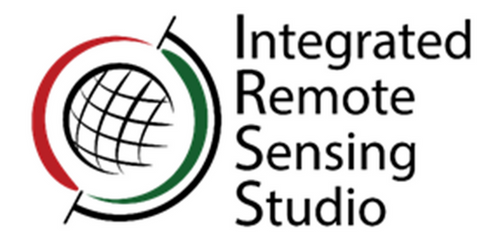 Integrated
Remote
Sensing
Studio